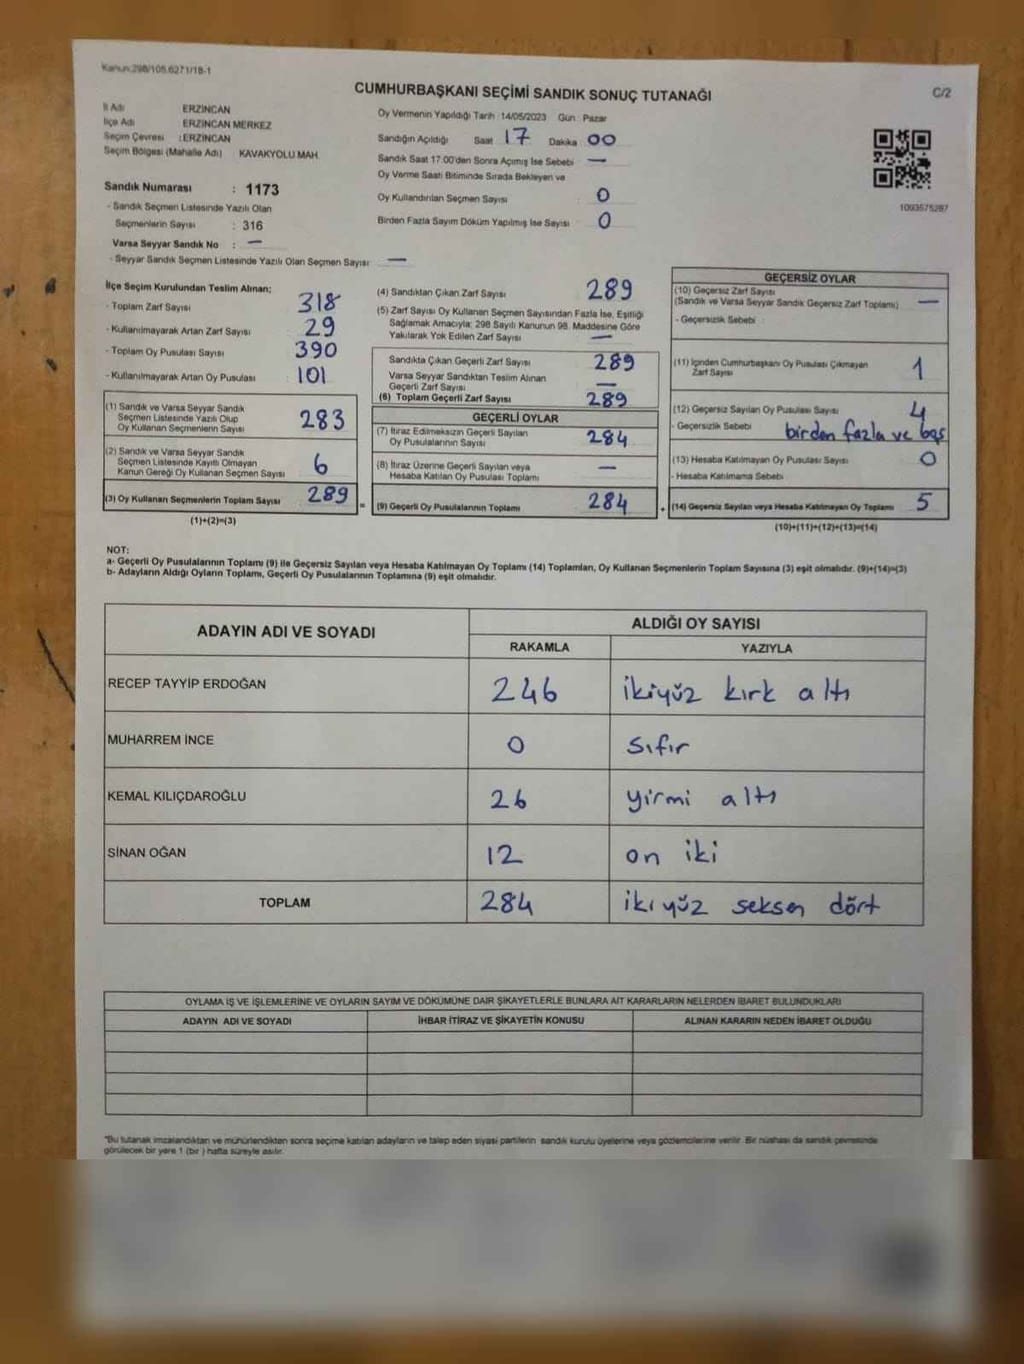 Kanun:298/105.6271/18-1
CUMHURBAŞKANI SEÇİMİ SANDIK SONUÇ TUTANAĞI
C/2
İl Adı ERZİNCAN
İlçe Adı ERZİNCAN MERKEZ
Seçim Çevresi : ERZİNCAN
Seçim Bölgesi (Mahalle Adı) KAVAKYOLU MAH.
Sandık Numarası : 1173
- Sandık Seçmen Listesinde Yazılı Olan
Seçmenlerin Sayısı : 316
Varsa Seyyar Sandık No : —
- Seyyar Sandık Seçmen Listesinde Yazılı Olan Seçmen Sayısı: —
Oy Vermenin Yapıldığı Tarih : 14/05/2023 Gün : Pazar
Sandığın Açıldığı Saat 17 Dakika 00
Sandık Saat 17:00'den Sonra Açımış İse Sebebi —
Oy Verme Saati Bitiminde Sırada Bekleyen ve
Oy Kullandırılan Seçmen Sayısı : 0
Birden Fazla Sayım Döküm Yapılmış İse Sayısı : 0
1093575287
İlçe Seçim Kurulundan Teslim Alınan;
- Toplam Zarf Sayısı 318
- Kullanılmayarak Artan Zarf Sayısı 29
- Toplam Oy Pusulası Sayısı 390
- Kullanılmayarak Artan Oy Pusulası 101
(1) Sandık ve Varsa Seyyar Sandık
Seçmen Listesinde Yazılı Olup
Oy Kullanan Seçmenlerin Sayısı 283
(2) Sandık ve Varsa Seyyar Sandık
Seçmen Listesinde Kayıtlı Olmayan
Kanun Gereği Oy Kullanan Seçmen Sayısı 6
(3) Oy Kullanan Seçmenlerin Toplam Sayısı 289 =
(1)+(2)=(3)
(4) Sandıktan Çıkan Zarf Sayısı 289
(5) Zarf Sayısı Oy Kullanan Seçmen Sayısından Fazla İse, Eşitliği
Sağlamak Amacıyla; 298 Sayılı Kanunun 98. Maddesine Göre
Yakılarak Yok Edilen Zarf Sayısı —
Sandıkta Çıkan Geçerli Zarf Sayısı 289
Varsa Seyyar Sandıktan Teslim Alınan
Geçerli Zarf Sayısı —
(6) Toplam Geçerli Zarf Sayısı 289
GEÇERLİ OYLAR
(7) İtiraz Edilmeksizin Geçerli Sayılan
Oy Pusulalarının Sayısı 284
(8) İtiraz Üzerine Geçerli Sayılan veya
Hesaba Katılan Oy Pusulası Toplamı —
(9) Geçerli Oy Pusulalarının Toplamı 284 +
GEÇERSİZ OYLAR
(10) Geçersiz Zarf Sayısı
(Sandık ve Varsa Seyyar Sandık Geçersiz Zarf Toplamı) —
- Geçersizlik Sebebi :
(11) İçinden Cumhurbaşkanı Oy Pusulası Çıkmayan
Zarf Sayısı 1
(12) Geçersiz Sayılan Oy Pusulası Sayısı 4
- Geçersizlik Sebebi birden fazla ve boş
(13) Hesaba Katılmayan Oy Pusulası Sayısı 0
- Hesaba Katılmama Sebebi
(14) Geçersiz Sayılan veya Hesaba Katılmayan Oy Toplamı 5
(10)+(11)+(12)+(13)=(14)
NOT:
a- Geçerli Oy Pusulalarının Toplamı (9) ile Geçersiz Sayılan veya Hesaba Katılmayan Oy Toplamı (14) Toplamları, Oy Kullanan Seçmenlerin Toplam Sayısına (3) eşit olmalıdır. (9)+(14)=(3)
b- Adayların Aldığı Oyların Toplamı, Geçerli Oy Pusulalarının Toplamına (9) eşit olmalıdır.
ADAYIN ADI VE SOYADI ALDIĞI OY SAYISI
RAKAMLA YAZIYLA
RECEP TAYYİP ERDOĞAN 246 ikiyüz kırk altı
MUHARREM İNCE 0 sıfır
KEMAL KILIÇDAROĞLU 26 yirmi altı
SİNAN OĞAN 12 on iki
TOPLAM 284 ikiyüz seksen dört
OYLAMA İŞ VE İŞLEMLERİNE VE OYLARIN SAYIM VE DÖKÜMÜNE DAİR ŞİKAYETLERLE BUNLARA AİT KARARLARIN NELERDEN İBARET BULUNDUKLARI
ADAYIN ADI VE SOYADI İHBAR İTİRAZ VE ŞİKAYETİN KONUSU ALINAN KARARIN NEDEN İBARET OLDUĞU
*Bu tutanak imzalandıktan ve mühürlendikten sonra seçime katılan adayların ve talep eden siyasi partilerin sandık kurulu üyelerine veya gözlemcilerine verilir. Bir nüshası da sandık çevresinde
görülecek bir yere 1 (bir ) hafta süreyle asılır.